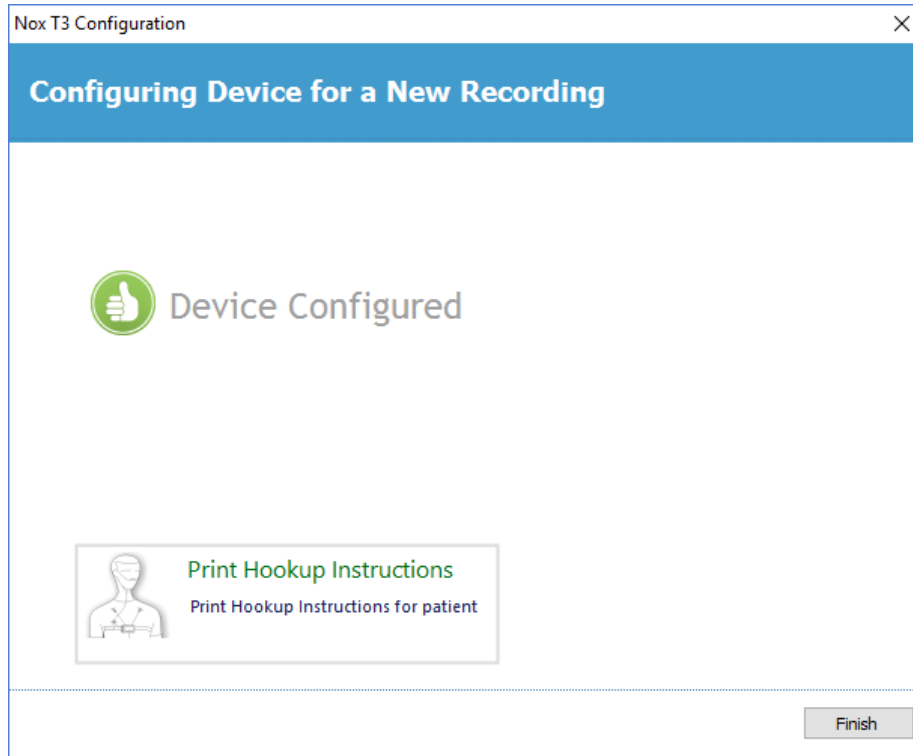 Nox T3 Configuration
Configuring Device for a New Recording
Device Configured
Print Hookup Instructions
Print Hookup Instructions for patient
Finish